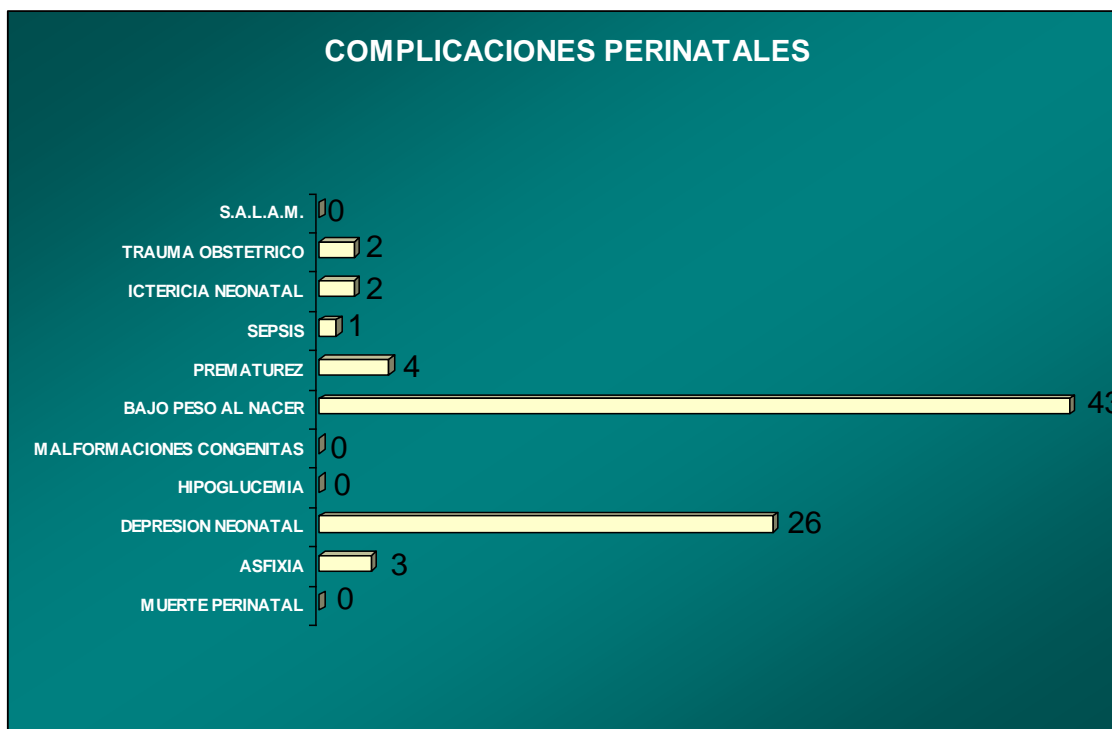 COMPLICACIONES PERINATALES
S.A.L.A.M. 0
TRAUMA OBSTETRICO 2
ICTERICIA NEONATAL 2
SEPSIS 1
PREMATUREZ 4
BAJO PESO AL NACER 43
MALFORMACIONES CONGENITAS 0
HIPOGLUCEMIA 0
DEPRESION NEONATAL 26
ASFIXIA 3
MUERTE PERINATAL 0